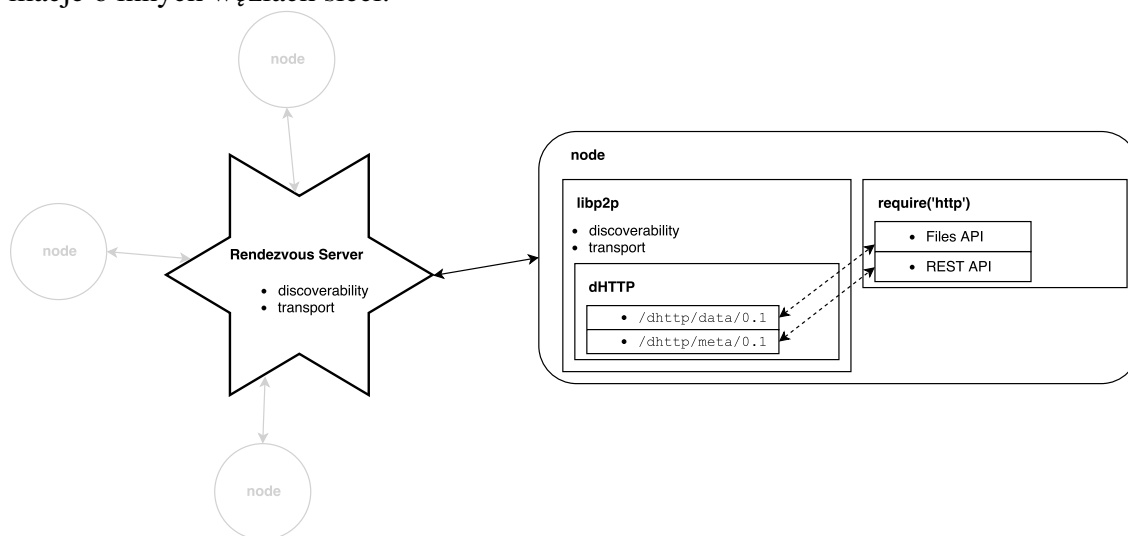 macje o innych węzłach sieci.
node
node
Rendezvous Server
• discoverability
• transport
node
node
libp2p
• discoverability
• transport
dHTTP
• /dhttp/data/0.1
• /dhttp/meta/0.1
require('http')
• Files API
• REST API